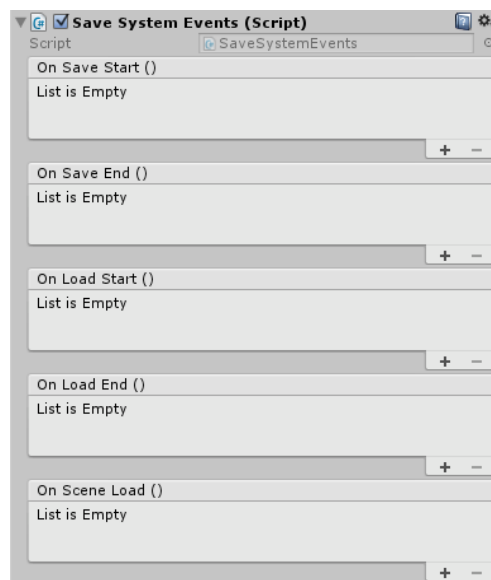 Save System Events (Script)
Script SaveSystemEvents
On Save Start ()
List is Empty
On Save End ()
List is Empty
On Load Start ()
List is Empty
On Load End ()
List is Empty
On Scene Load ()
List is Empty